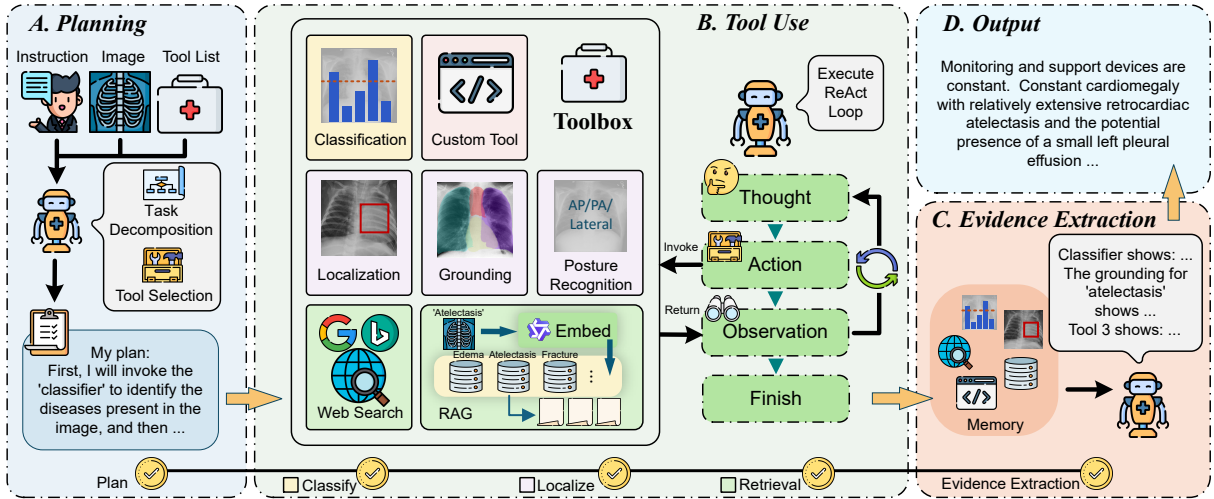 A. Planning
Instruction
Image
Tool List
Task
Decomposition
Tool Selection
My plan:
First, I will invoke the
'classifier' to identify the
diseases present in the
image, and then ...
Plan
B. Tool Use
Classification
Custom Tool
Toolbox
Localization
Grounding
AP/PA/
Lateral
Posture
Recognition
Web Search
'Atelectasis'
Embed
Edema
Atelectasis
Fracture
RAG
Execute
ReAct
Loop
Thought
Invoke
Action
Return
Observation
Finish
Classify
Localize
Retrieval
C. Evidence Extraction
Classifier shows: ...
The grounding for
'atelectasis'
shows ...
Tool 3 shows: ...
Memory
Evidence Extraction
D. Output
Monitoring and support devices are
constant. Constant cardiomegaly
with relatively extensive retrocardiac
atelectasis and the potential
presence of a small left pleural
effusion ...